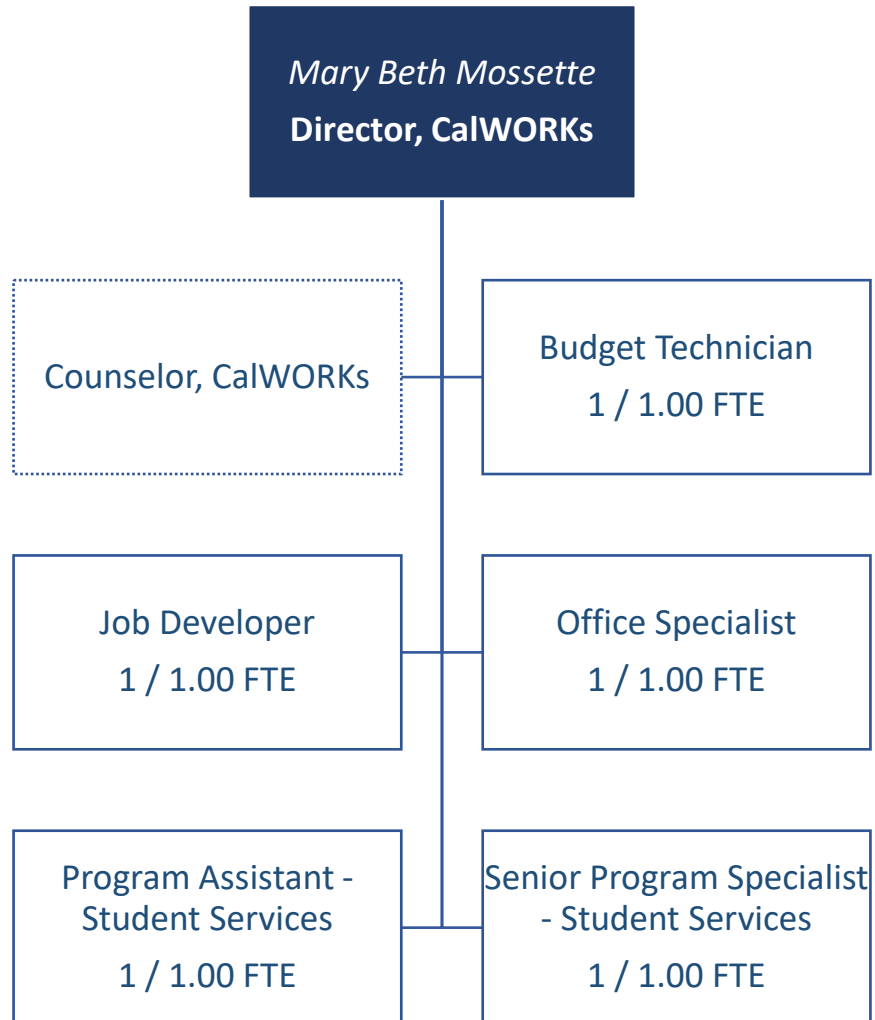 Mary Beth Mossette
Director, CalWORKs
Counselor, CalWORKs
Budget Technician
1 / 1.00 FTE
Job Developer
1 / 1.00 FTE
Office Specialist
1 / 1.00 FTE
Program Assistant -
Student Services
1 / 1.00 FTE
Senior Program Specialist
- Student Services
1 / 1.00 FTE